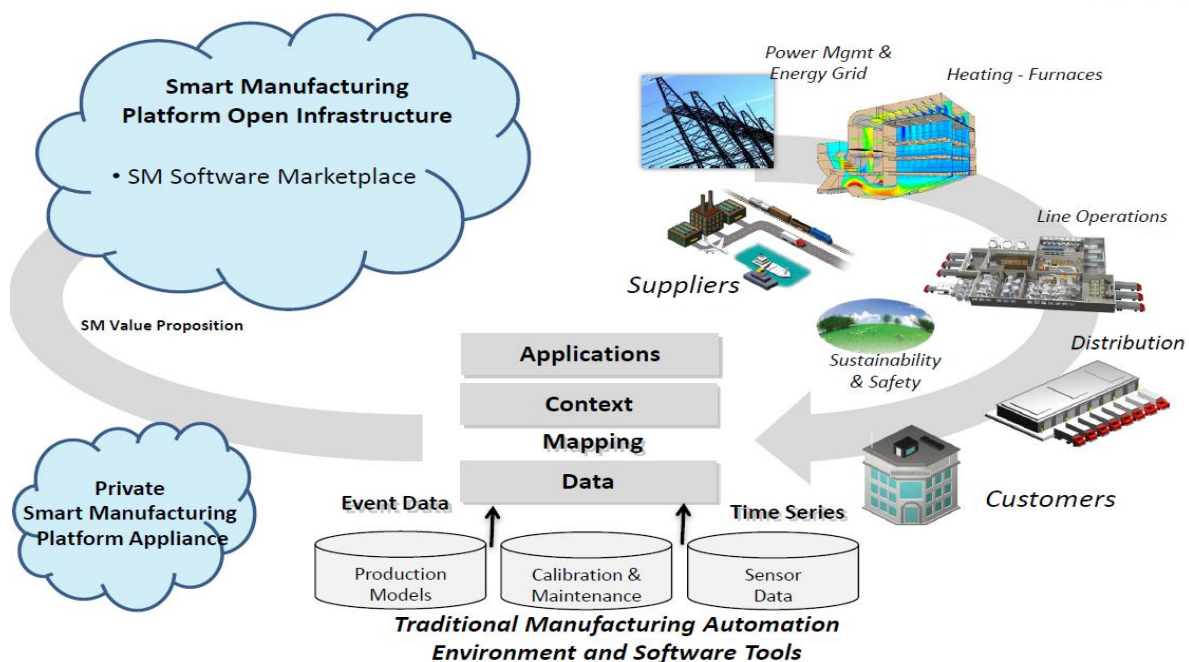 Smart Manufacturing
Platform Open Infrastructure
• SM Software Marketplace
Power Mgmt &
Energy Grid
Heating - Furnaces
Line Operations
Suppliers
SM Value Proposition
Sustainability
& Safety
Distribution
Applications
Context
Mapping
Data
Customers
Private
Smart Manufacturing
Platform Appliance
Event Data
Time Series
Production
Models
Calibration &
Maintenance
Sensor
Data
Traditional Manufacturing Automation
Environment and Software Tools